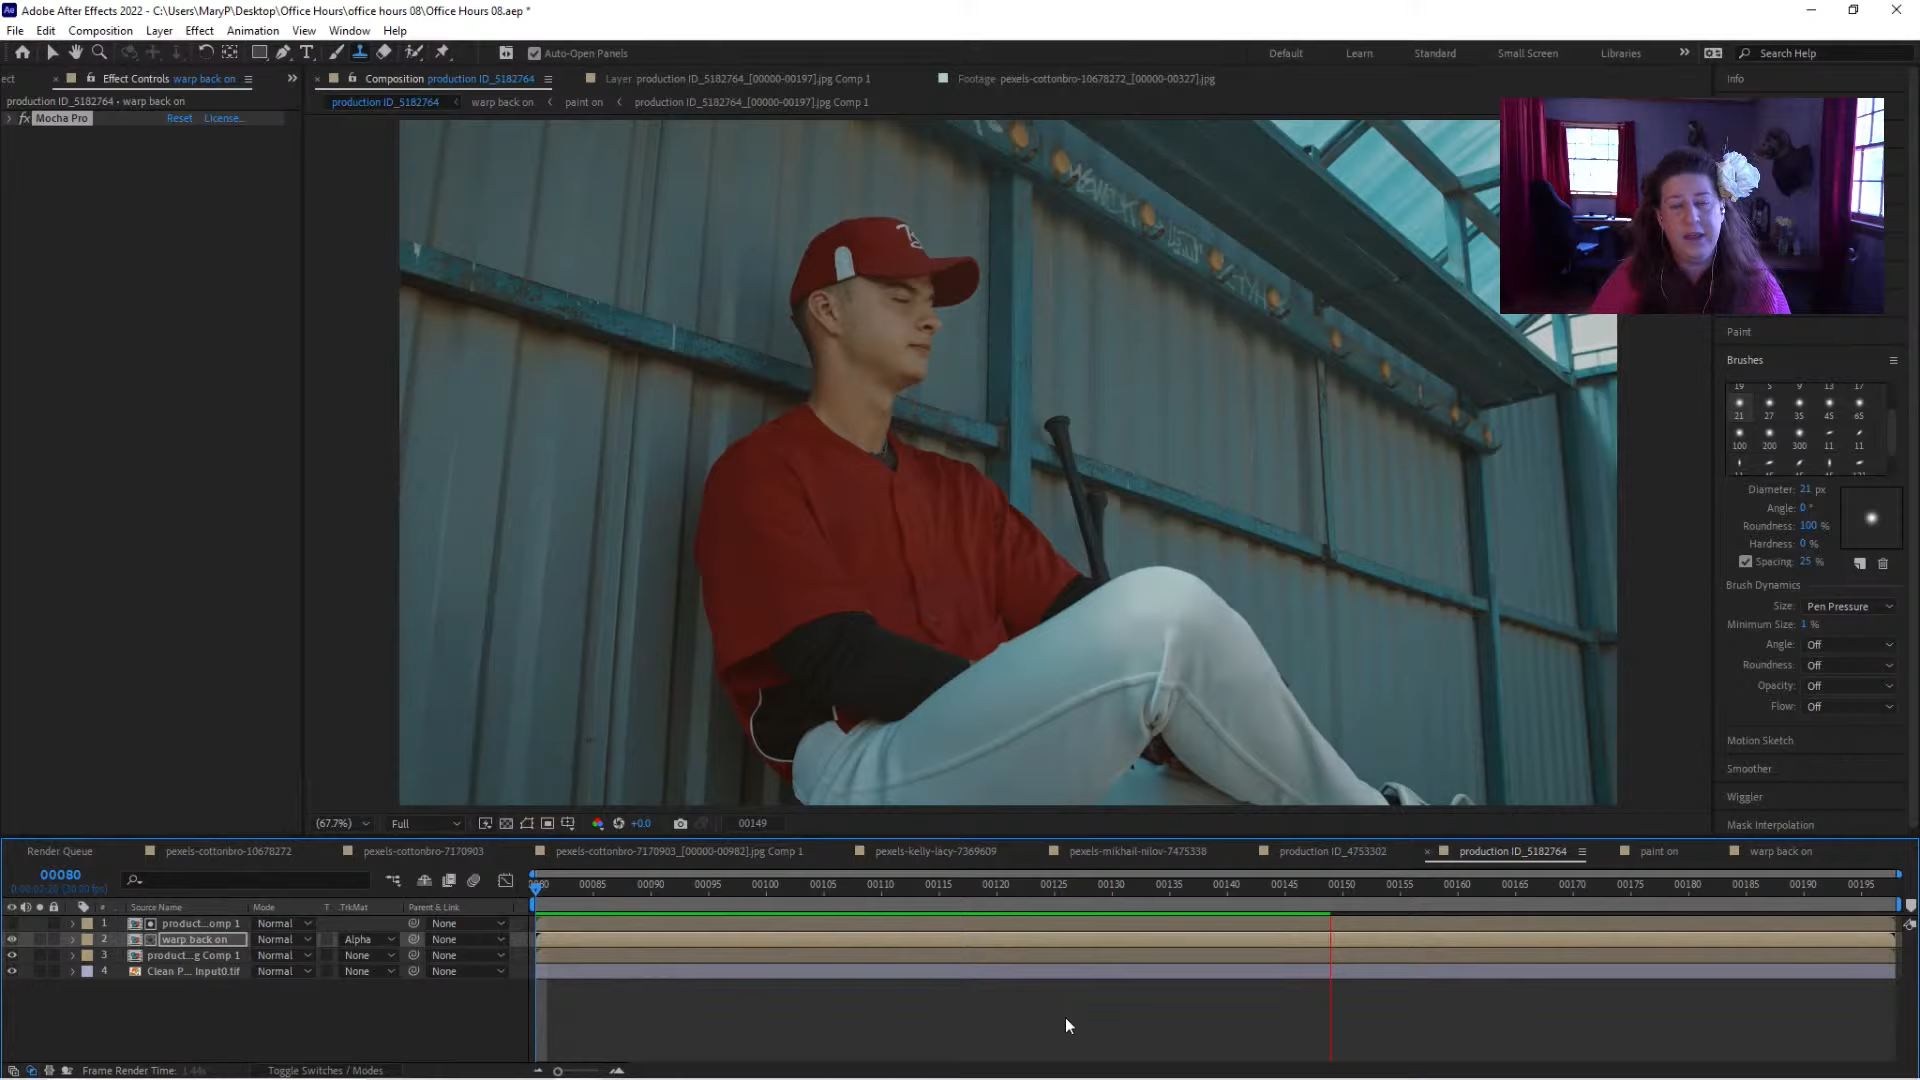 Adobe After Effects 2022 - C:\Users\MaryP\Desktop\Office Hours\office hours 08\Office Hours 08.aep *
File Edit Composition Layer Effect Animation View Window Help
Auto-Open Panels Default Learn Standard Small Screen Libraries Search Help
ect Effect Controls warp back on Composition production ID_5182764 Layer production ID_5182764_[00000-00197].jpg Comp 1 Footage pexels-cottonbro-10678272_[00000-00327].jpg Info
production ID_5182764 • warp back on production ID_5182764 warp back on paint on production ID_5182764_[00000-00197].jpg Comp 1
fx Mocha Pro Reset License...
Paint
Brushes
19 5 9 13 17
21 27 35 45 65
100 200 300 11 11
Diameter: 21 px
Angle: 0 °
Roundness: 100 %
Hardness: 0 %
Spacing: 25 %
Brush Dynamics
Size: Pen Pressure
Minimum Size: 1 %
Angle: Off
Roundness: Off
Opacity: Off
Flow: Off
Motion Sketch
Smoother
Wiggler
Mask Interpolation
(67.7%) Full +0.0 00149
Render Queue pexels-cottonbro-10678272 pexels-cottonbro-7170903 pexels-cottonbro-7170903_[00000-00982].jpg Comp 1 pexels-kelly-lacy-7369609 pexels-mikhail-nilov-7475338 production ID_4753302 production ID_5182764 paint on warp back on
00080
0:00:02:20 (30.00 fps)
0080 00085 00090 00095 00100 00105 00110 00115 00120 00125 00130 00135 00140 00145 00150 00155 00160 00165 00170 00175 00180 00185 00190 00195
# Source Name Mode T .TrkMat Parent & Link
1 product...omp 1 Normal None
2 warp back on Normal Alpha None
3 product...g Comp 1 Normal None None
4 Clean P... Input0.tif Normal None None
Frame Render Time: 1.44s Toggle Switches / Modes